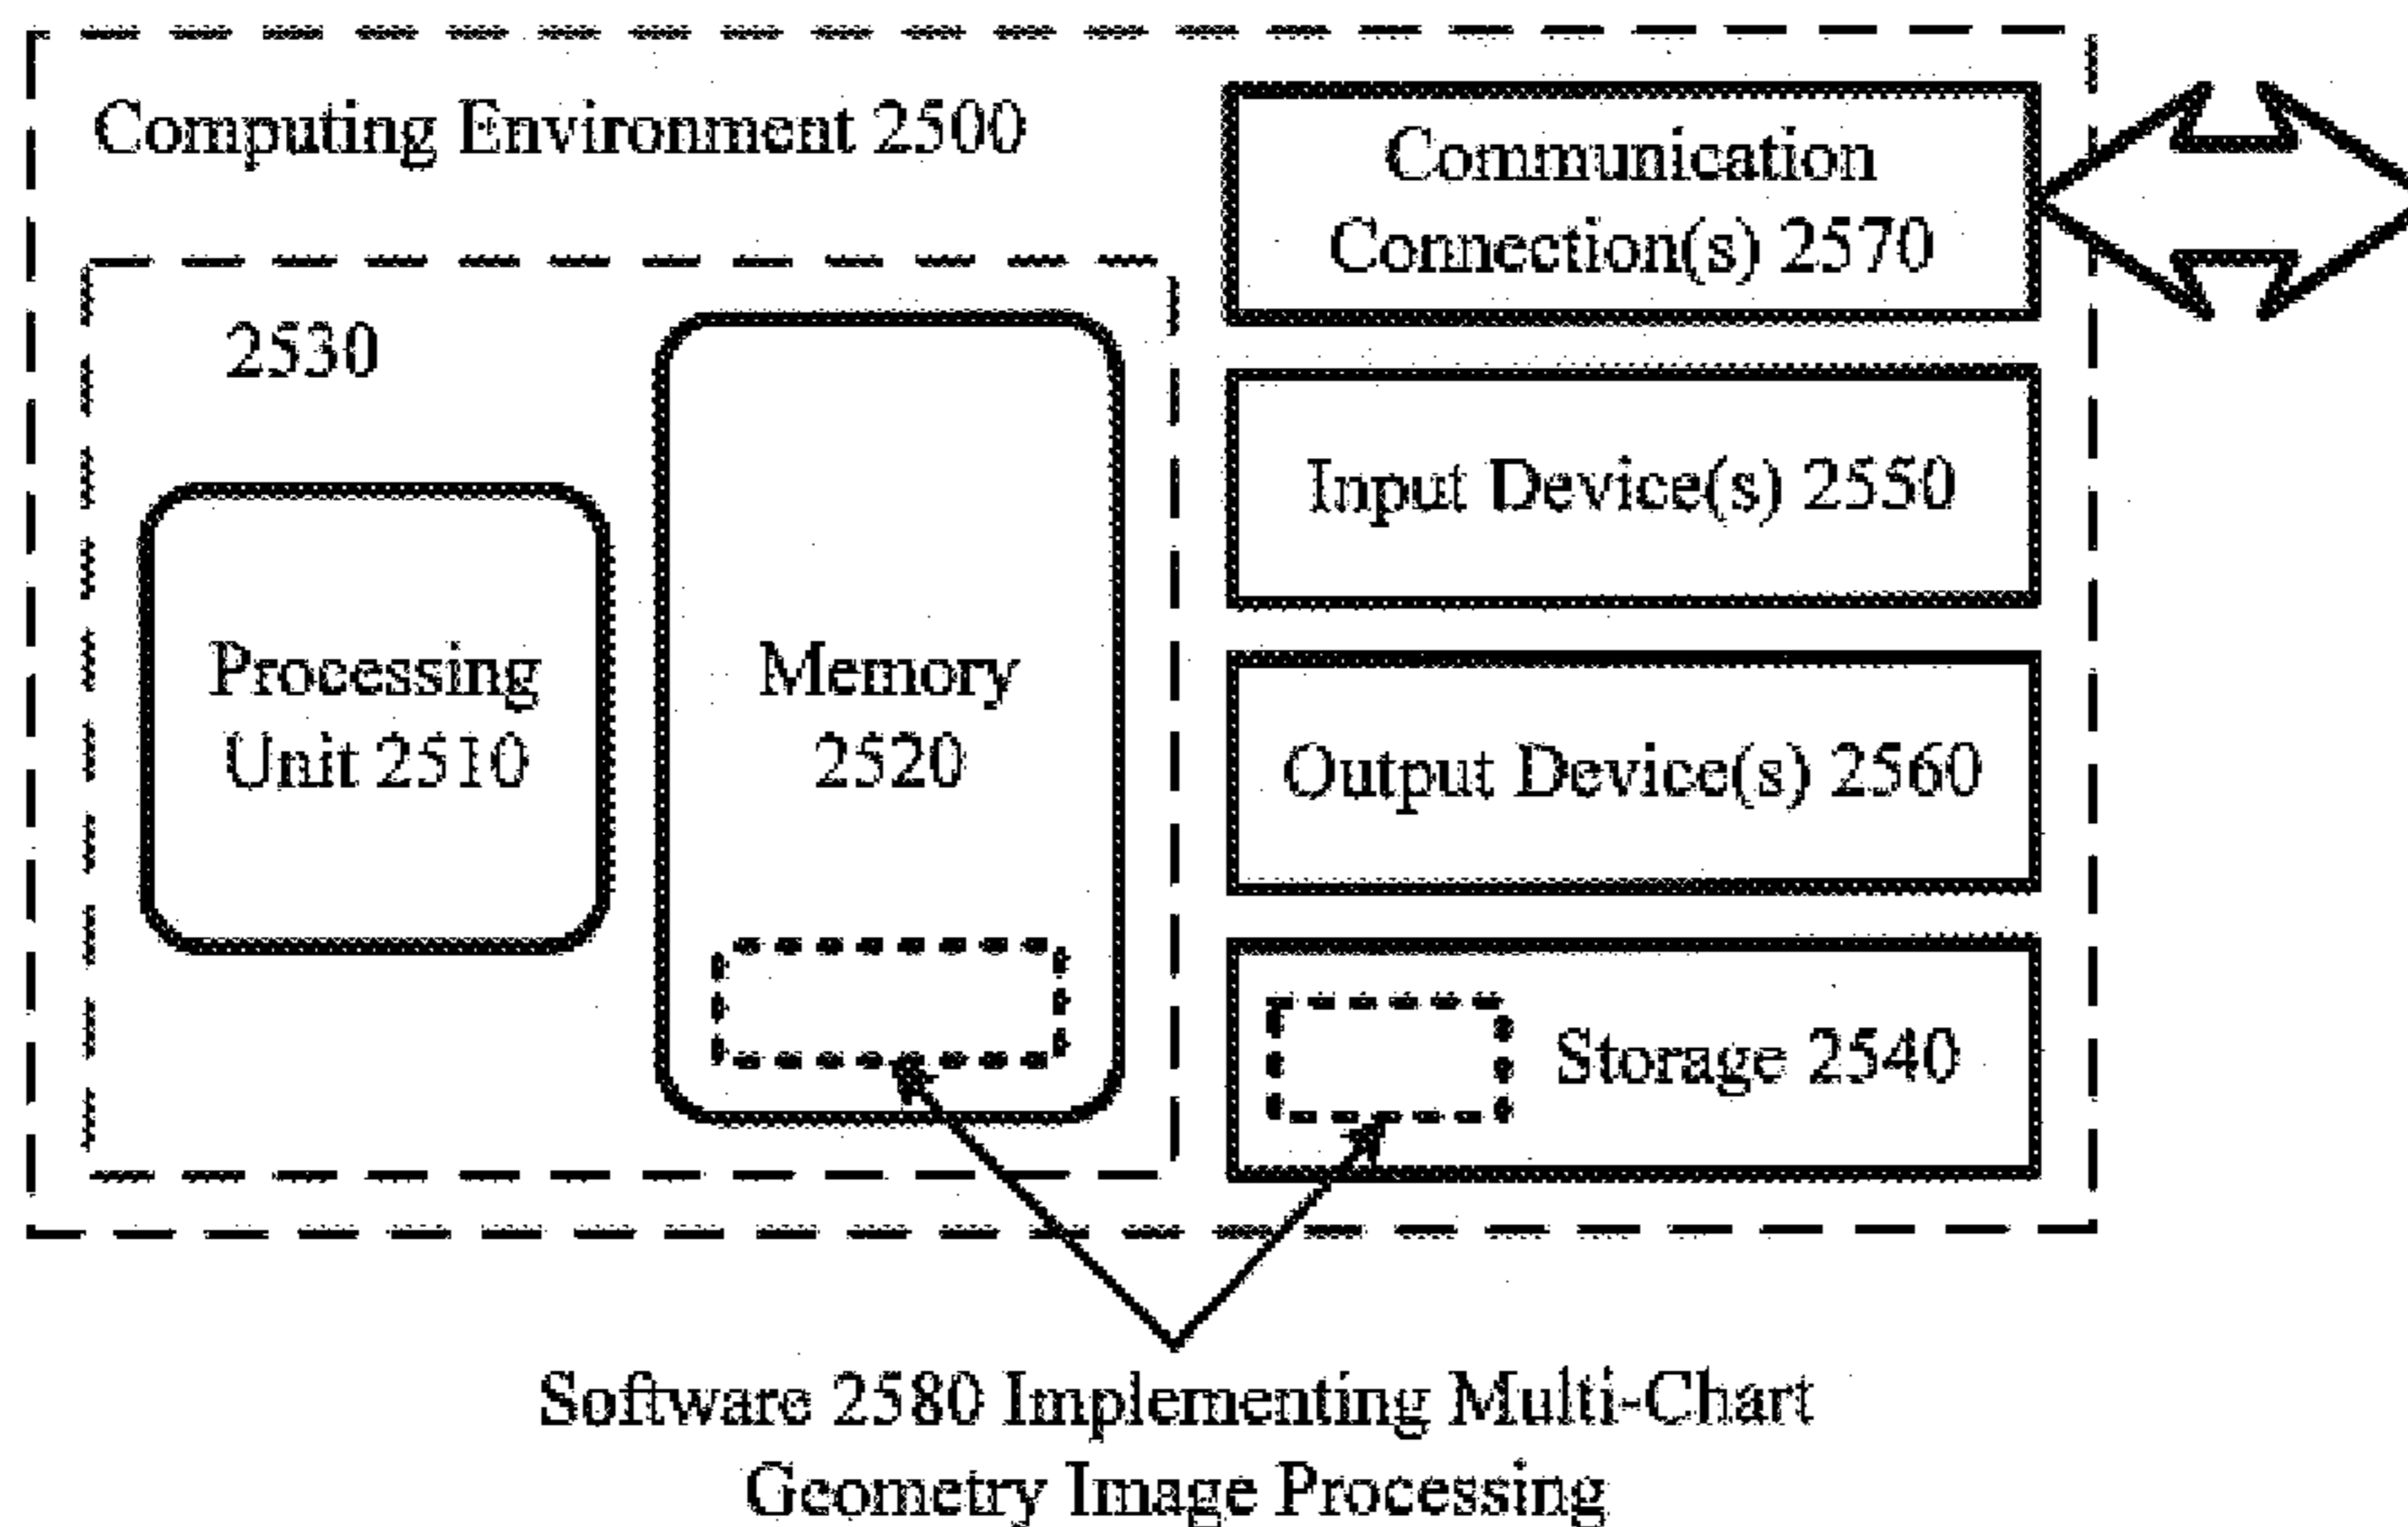 Computing Environment 2500
Communication
Connection(s) 2570
2530
Input Device(s) 2550
Processing
Unit 2510
Memory
2520
Output Device(s) 2560
Storage 2540
Software 2580 Implementing Multi-Chart
Geometry Image Processing